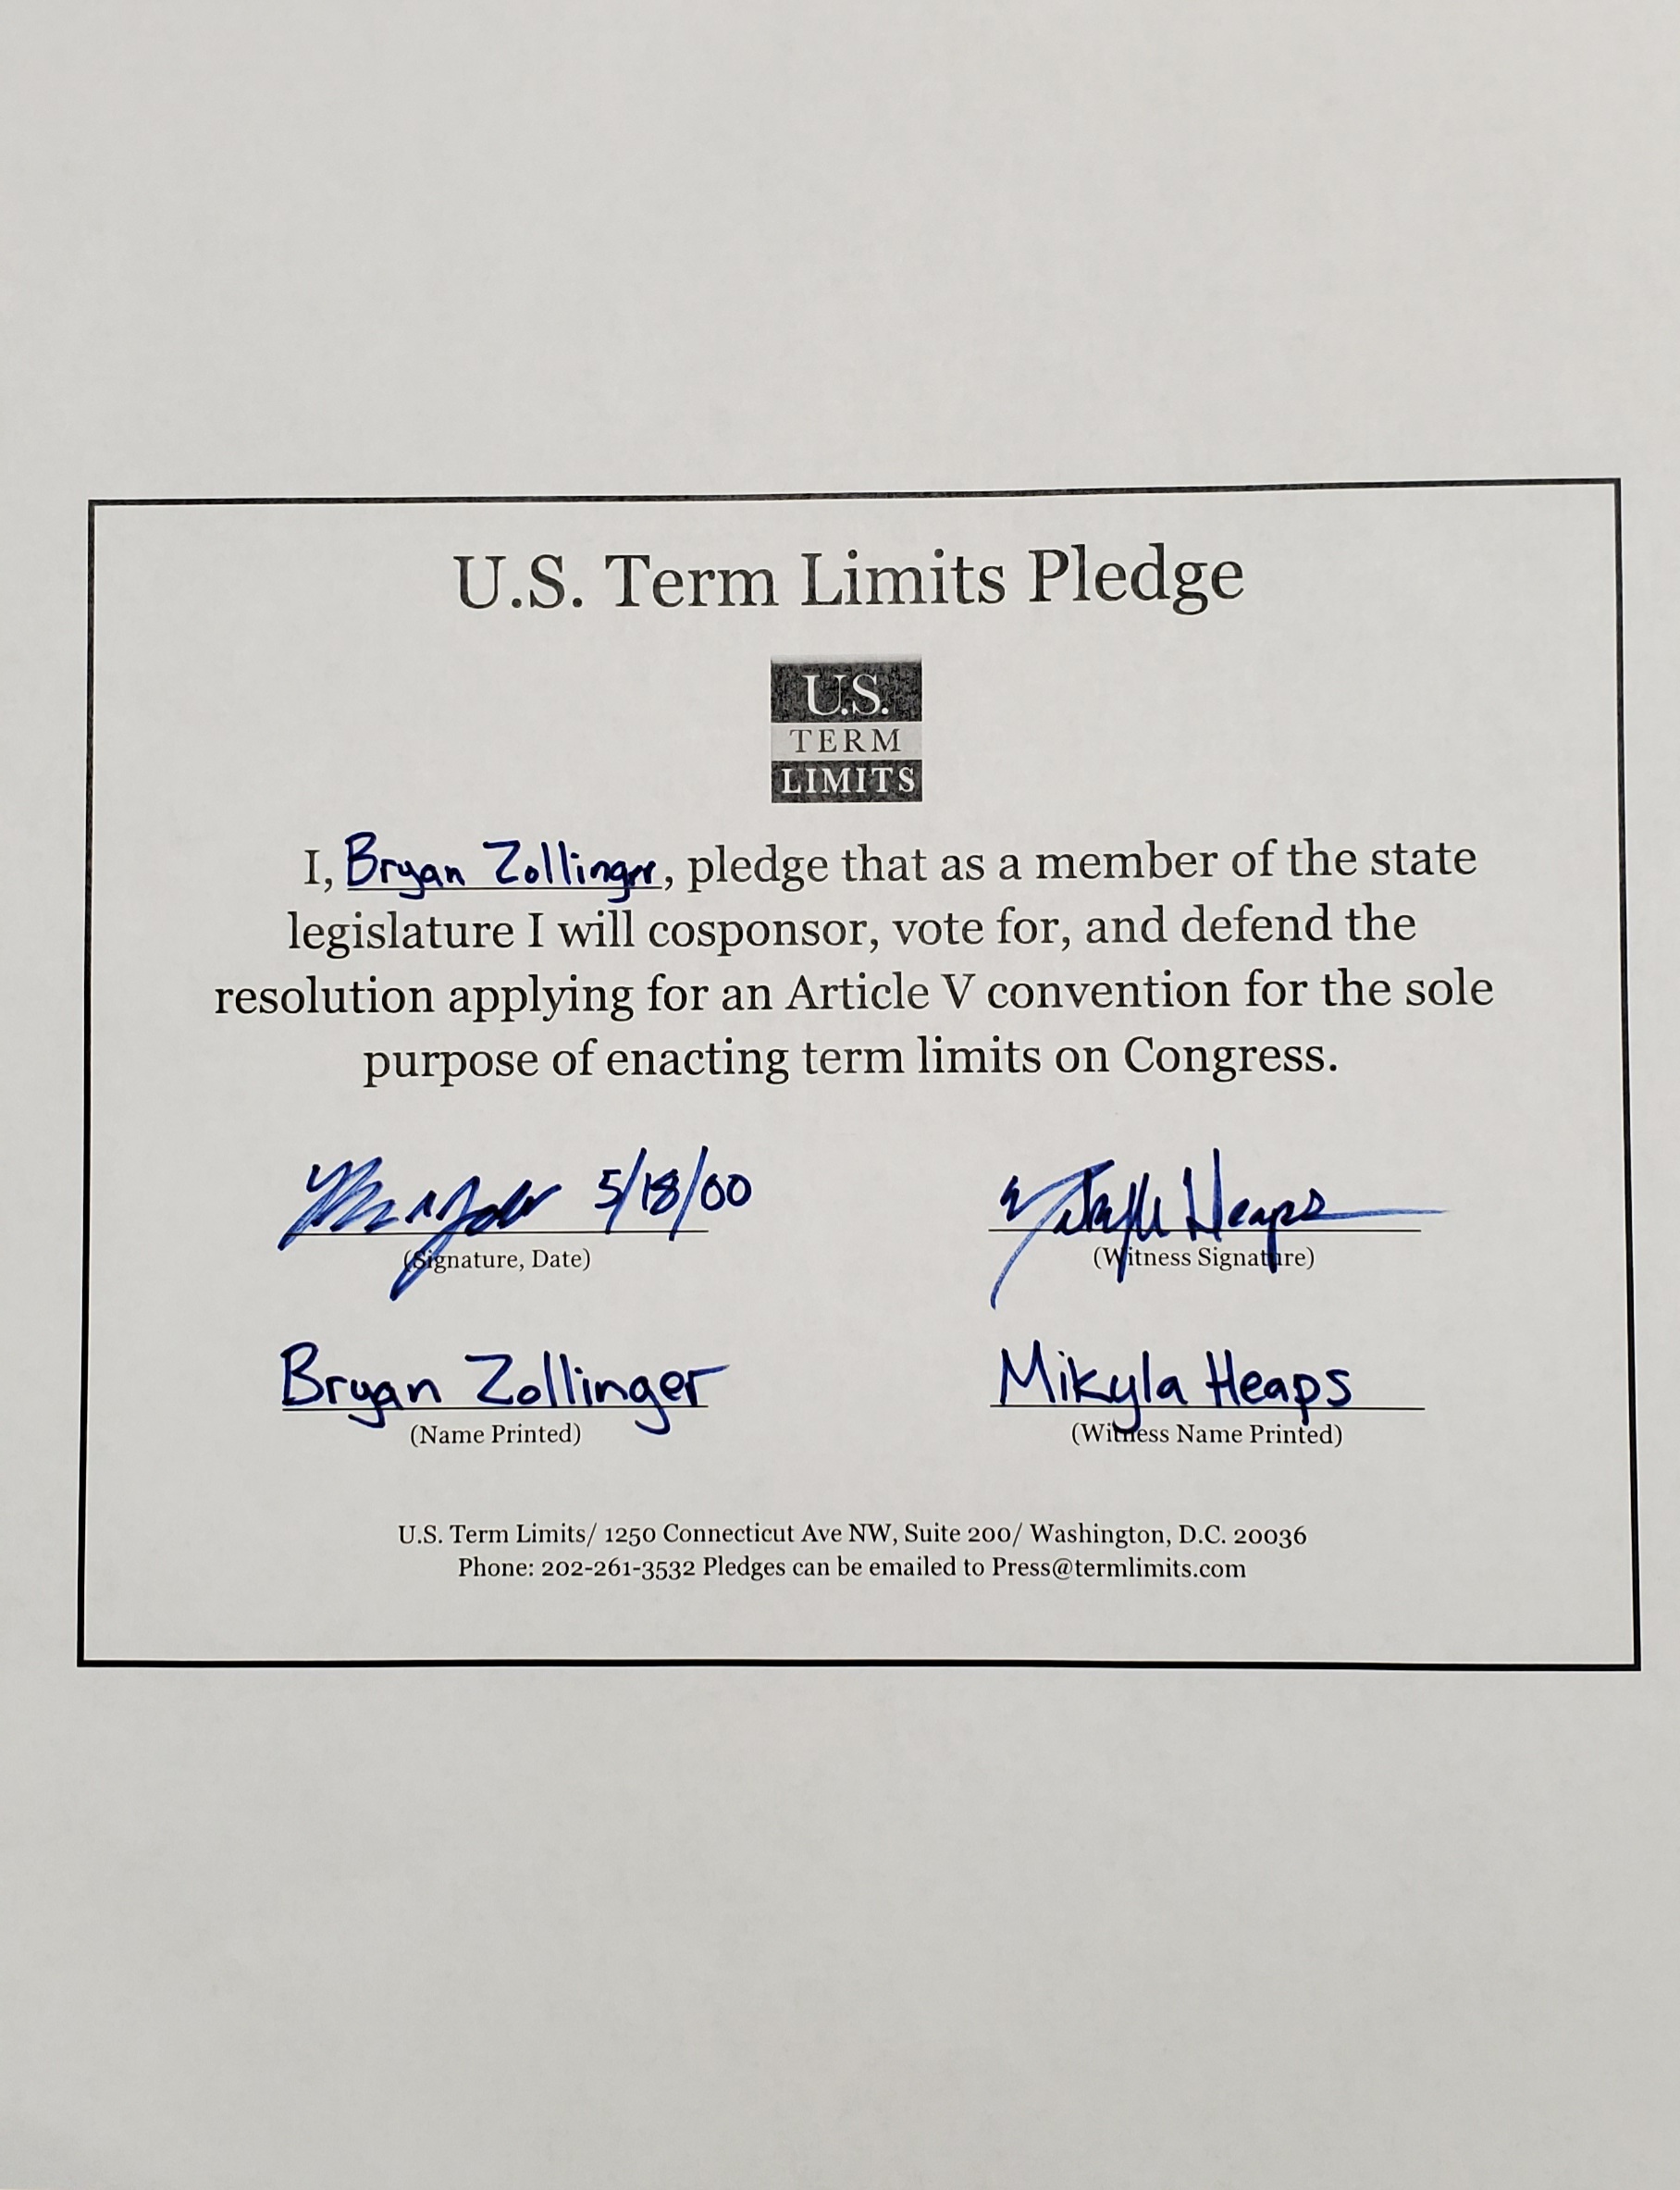 U.S. Term Limits Pledge
U.S.
TERM
LIMITS
I, Bryan Zollinger, pledge that as a member of the state
legislature I will cosponsor, vote for, and defend the
resolution applying for an Article V convention for the sole
purpose of enacting term limits on Congress.
5/18/00
Heaps
(Signature, Date)
(Witness Signature)
Bryan Zollinger
Mikyla Heaps
(Name Printed)
(Witness Name Printed)
U.S. Term Limits/ 1250 Connecticut Ave NW, Suite 200/ Washington, D.C. 20036
Phone: 202-261-3532 Pledges can be emailed to Press@termlimits.com